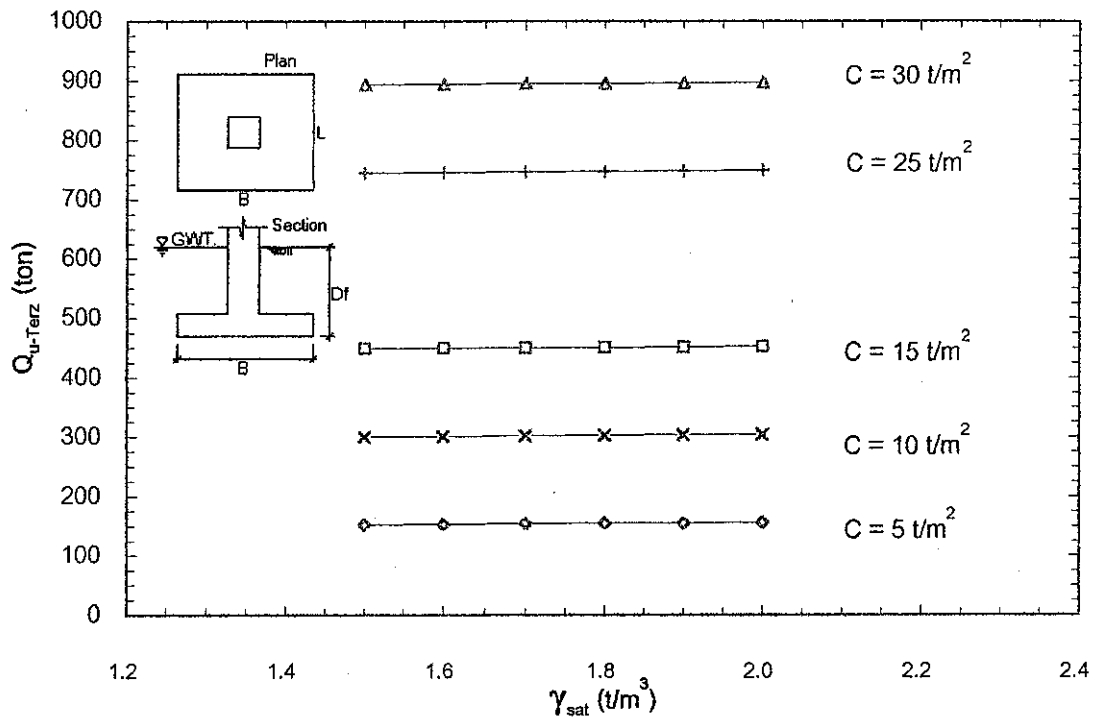 1000
900
800
700
600
500
400
300
200
100
0
Q_u-Terz (ton)
Plan
L
B
Section
GWT.
Df
B
C = 30 t/m²
C = 25 t/m²
C = 15 t/m²
C = 10 t/m²
C = 5 t/m²
1.2 1.4 1.6 1.8 2.0 2.2 2.4
γ_sat (t/m³)